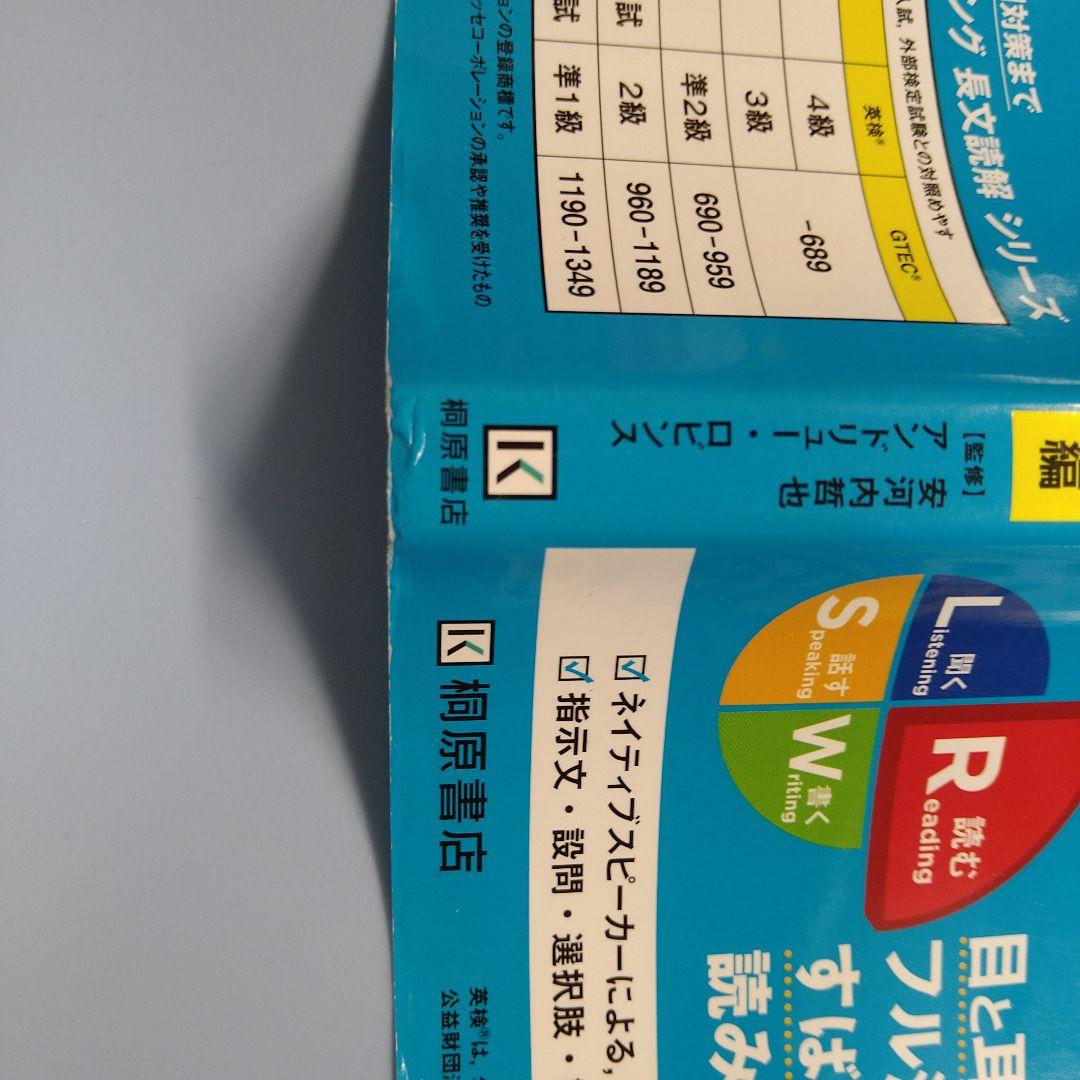 対策まで
ング 長文読解 シリーズ
入試，外部検定試験との対照めやす
英検® GTEC®
4級 -689
3級
準2級 690-959
試 2級 960-1189
試 準1級 1190-1349
ョンの登録商標です。
ッセコーポレーションの承認や推奨を受けたもの
編
【監修】
安河内哲也
アンドリュー・ロビンス
K
桐原書店
L istening 聞く
S peaking 話す
R eading 読む
W riting 書く
目と耳
フル
すば
読み
ネイティブスピーカーによる，
指示文・設問・選択肢・
K 桐原書店
英検®は，
公益財団法